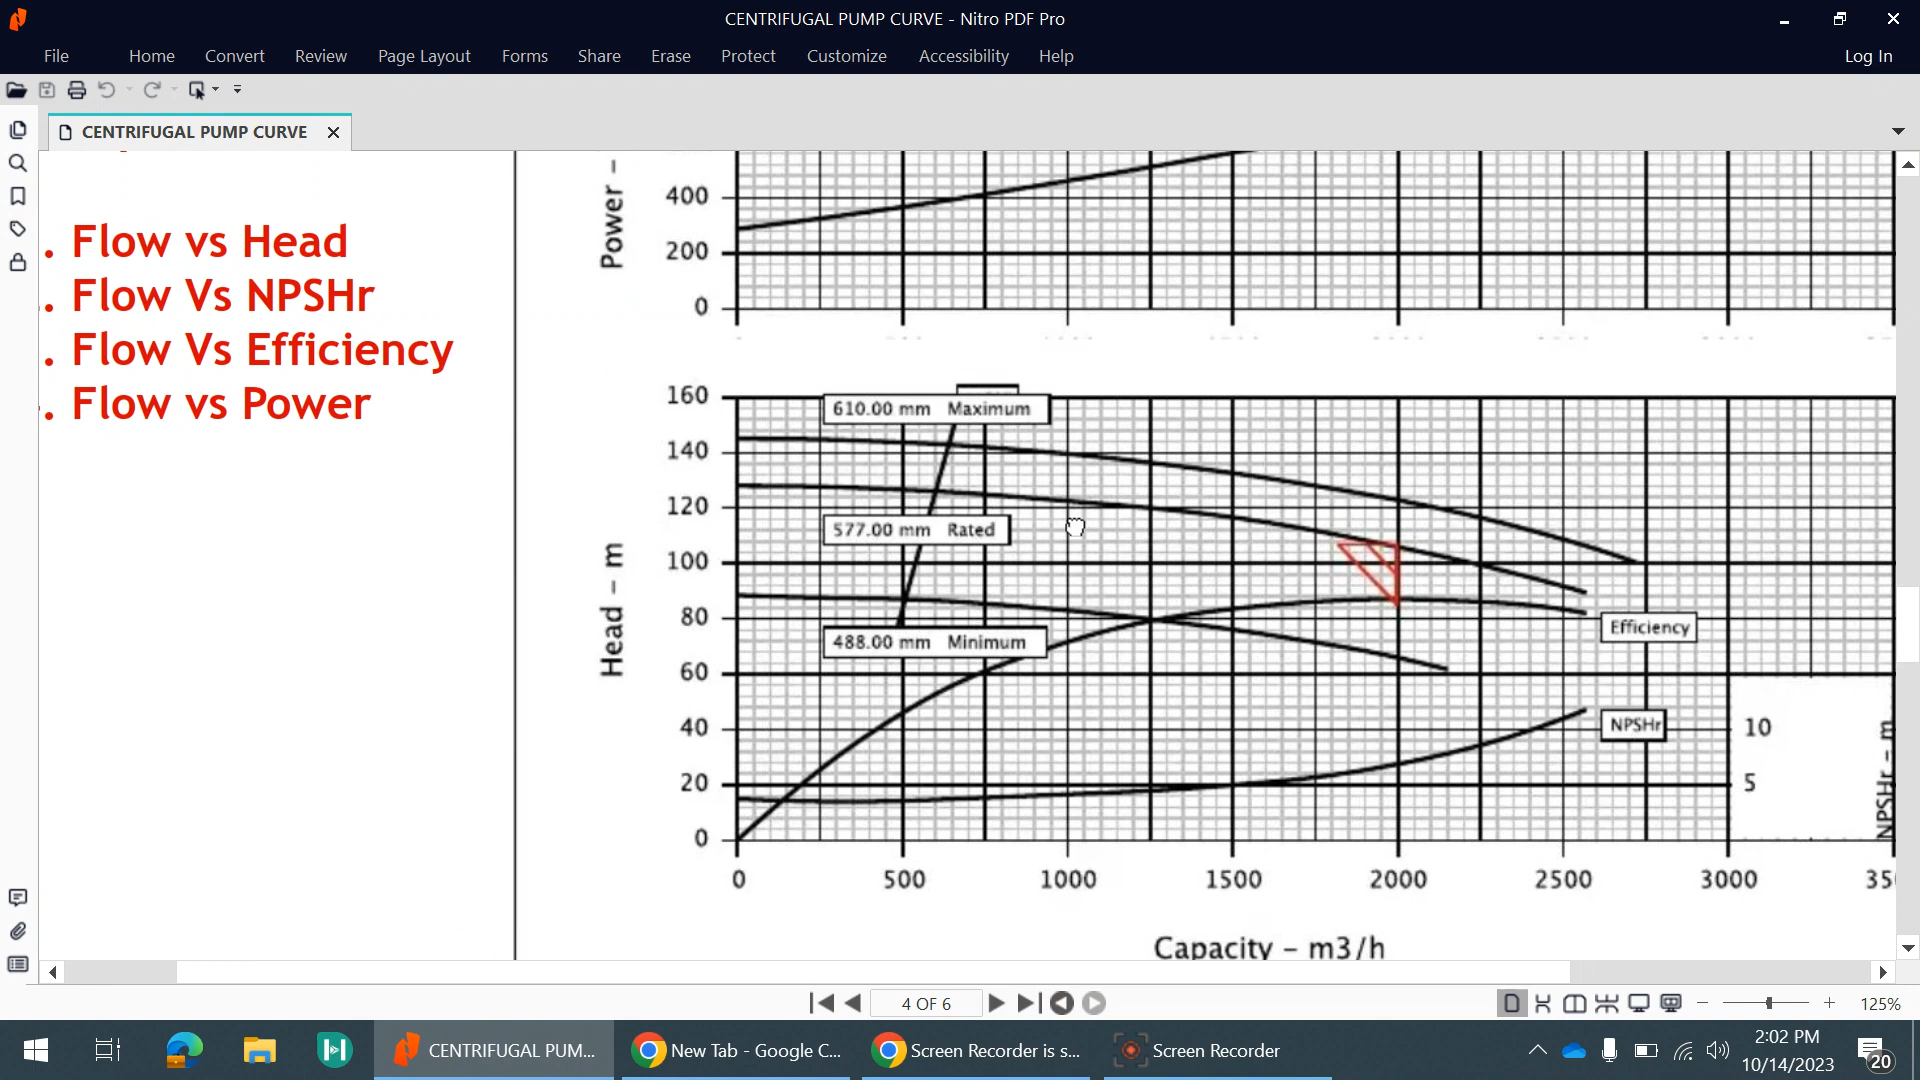 CENTRIFUGAL PUMP CURVE - Nitro PDF Pro
File Home Convert Review Page Layout Forms Share Erase Protect Customize Accessibility Help Log In
CENTRIFUGAL PUMP CURVE
. Flow vs Head
. Flow Vs NPSHr
. Flow Vs Efficiency
. Flow vs Power
Power -
400
200
0
160
140
120
100
80
60
40
20
0
Head - m
610.00 mm Maximum
577.00 mm Rated
488.00 mm Minimum
Efficiency
NPSHr
10
5
NPSHr - m
0 500 1000 1500 2000 2500 3000 35
Capacity - m3/h
4 OF 6
125%
CENTRIFUGAL PUM...
New Tab - Google C...
Screen Recorder is s...
Screen Recorder
2:02 PM
10/14/2023
20